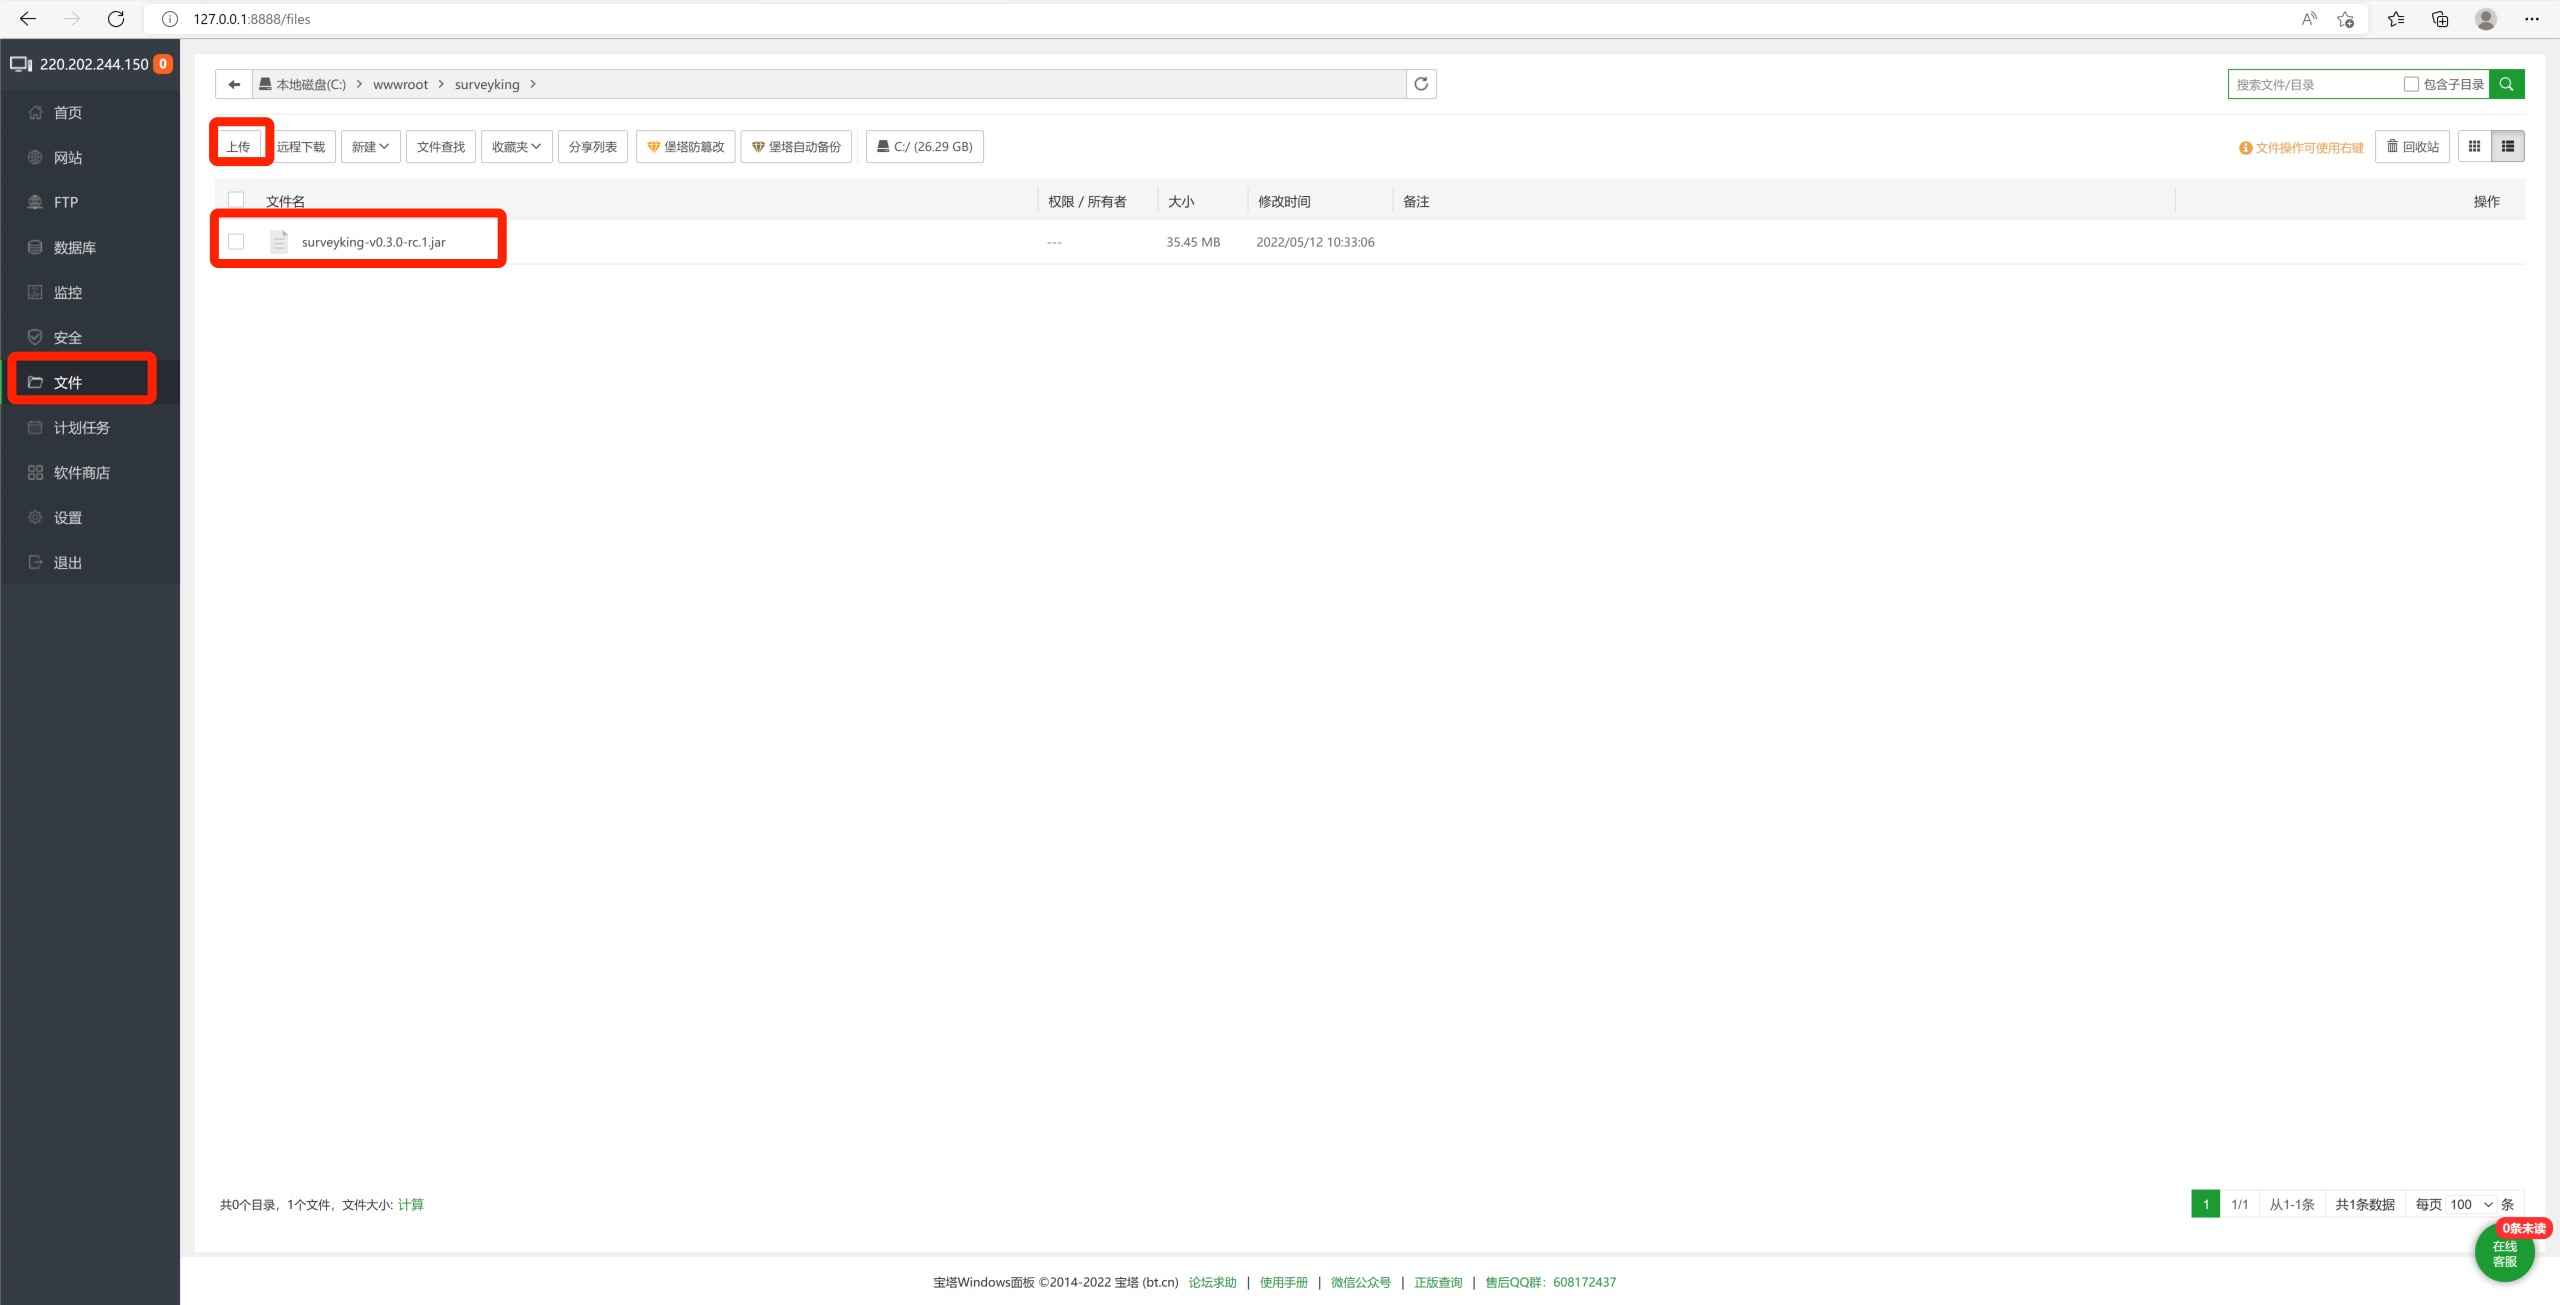 127.0.0.1:8888/files
220.202.244.150 0
首页
网站
FTP
数据库
监控
安全
文件
计划任务
软件商店
设置
退出
本地磁盘(C:) > wwwroot > surveyking >
搜索文件/目录 包含子目录
上传 远程下载 新建 文件查找 收藏夹 分享列表 堡塔防篡改 堡塔自动备份 C:/ (26.29 GB)
文件操作可使用右键 回收站
文件名 权限 / 所有者 大小 修改时间 备注 操作
surveyking-v0.3.0-rc.1.jar --- 35.45 MB 2022/05/12 10:33:06
共0个目录，1个文件，文件大小: 计算
1 1/1 从1-1条 共1条数据 每页 100 条
0条未读
在线
客服
宝塔Windows面板 ©2014-2022 宝塔 (bt.cn) 论坛求助 | 使用手册 | 微信公众号 | 正版查询 | 售后QQ群：608172437